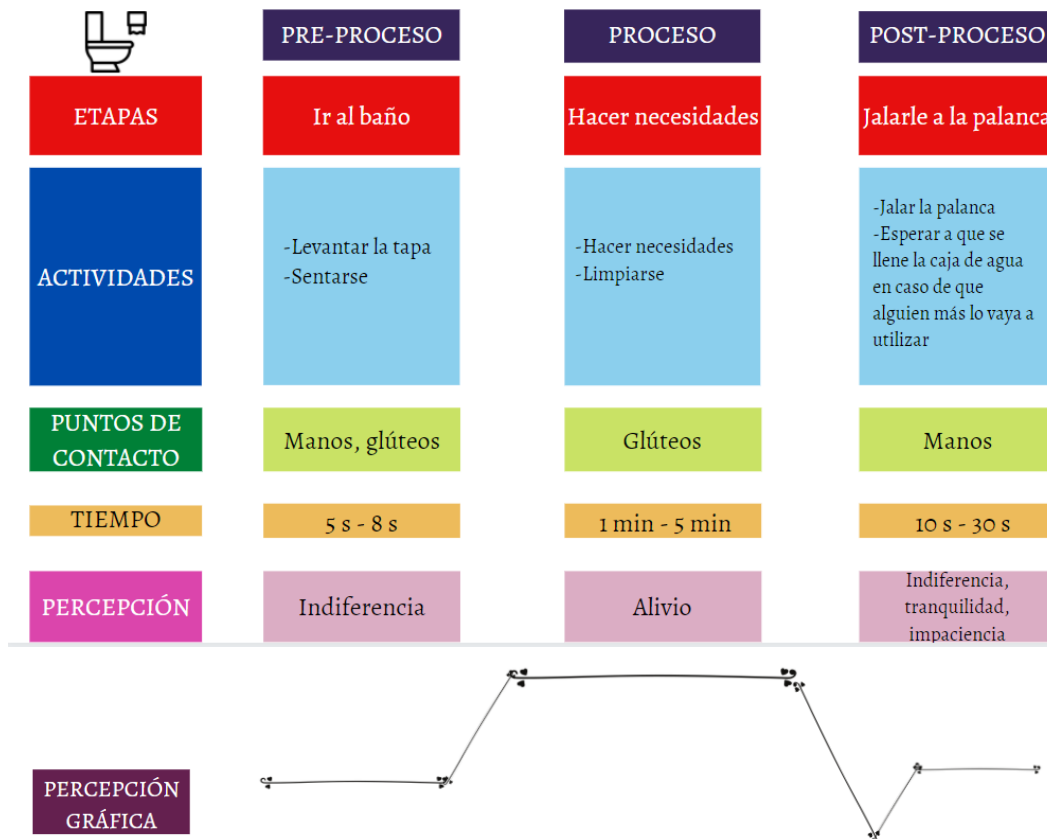 PRE-PROCESO
PROCESO
POST-PROCESO
ETAPAS
Ir al baño
Hacer necesidades
Jalarle a la palanca
ACTIVIDADES
-Levantar la tapa
-Sentarse
-Hacer necesidades
-Limpiarse
-Jalar la palanca
-Esperar a que se
llene la caja de agua
en caso de que
alguien más lo vaya a
utilizar
PUNTOS DE
CONTACTO
Manos, glúteos
Glúteos
Manos
TIEMPO
5 s - 8 s
1 min - 5 min
10 s - 30 s
PERCEPCIÓN
Indiferencia
Alivio
Indiferencia,
tranquilidad,
impaciencia
PERCEPCIÓN
GRÁFICA